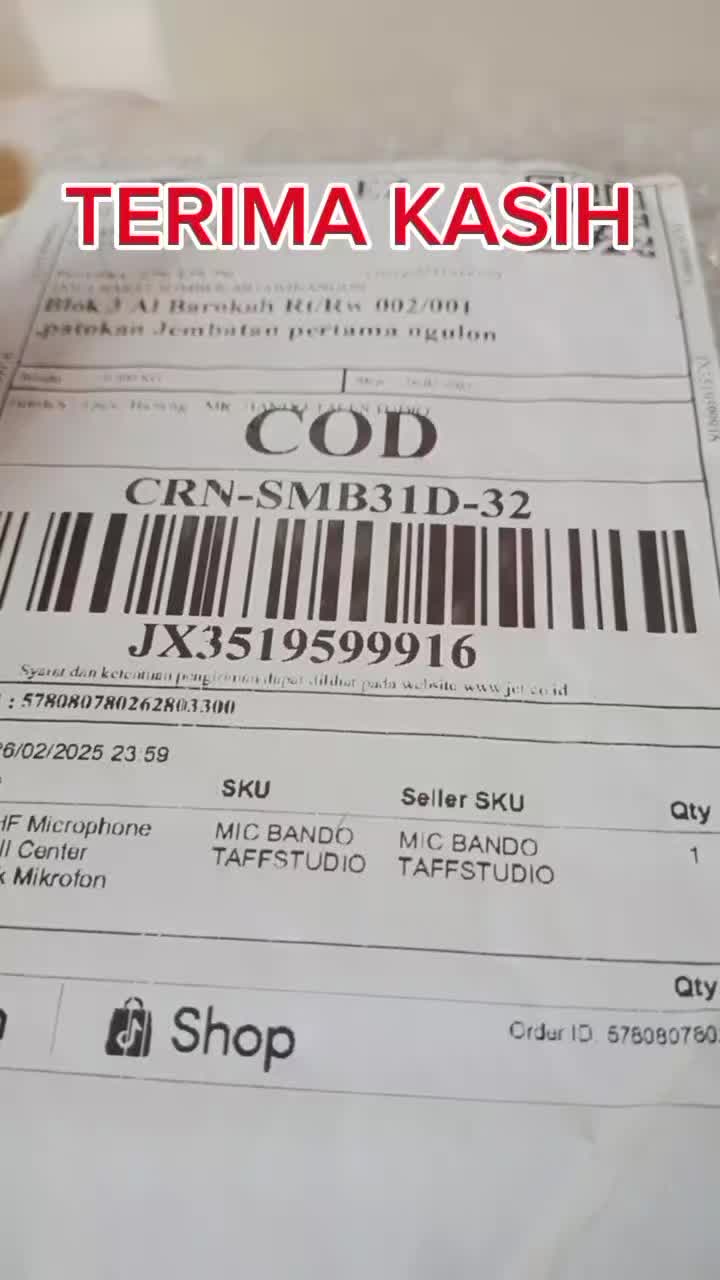 TERIMA KASIH
Blok 3 Al Barokah Rt/Rw 002/001
,patokan Jembatan pertama ngulon
COD
CRN-SMB31D-32
JX3519599916
Syarat dan ketentuan pengiriman dapat dilihat pada website www.jet.co.id
: 578080780262803300
26/02/2025 23:59
SKU Seller SKU Qty
HF Microphone MIC BANDO MIC BANDO 1
ll Center TAFFSTUDIO TAFFSTUDIO
k Mikrofon
Qty
Shop Order ID: 578080780